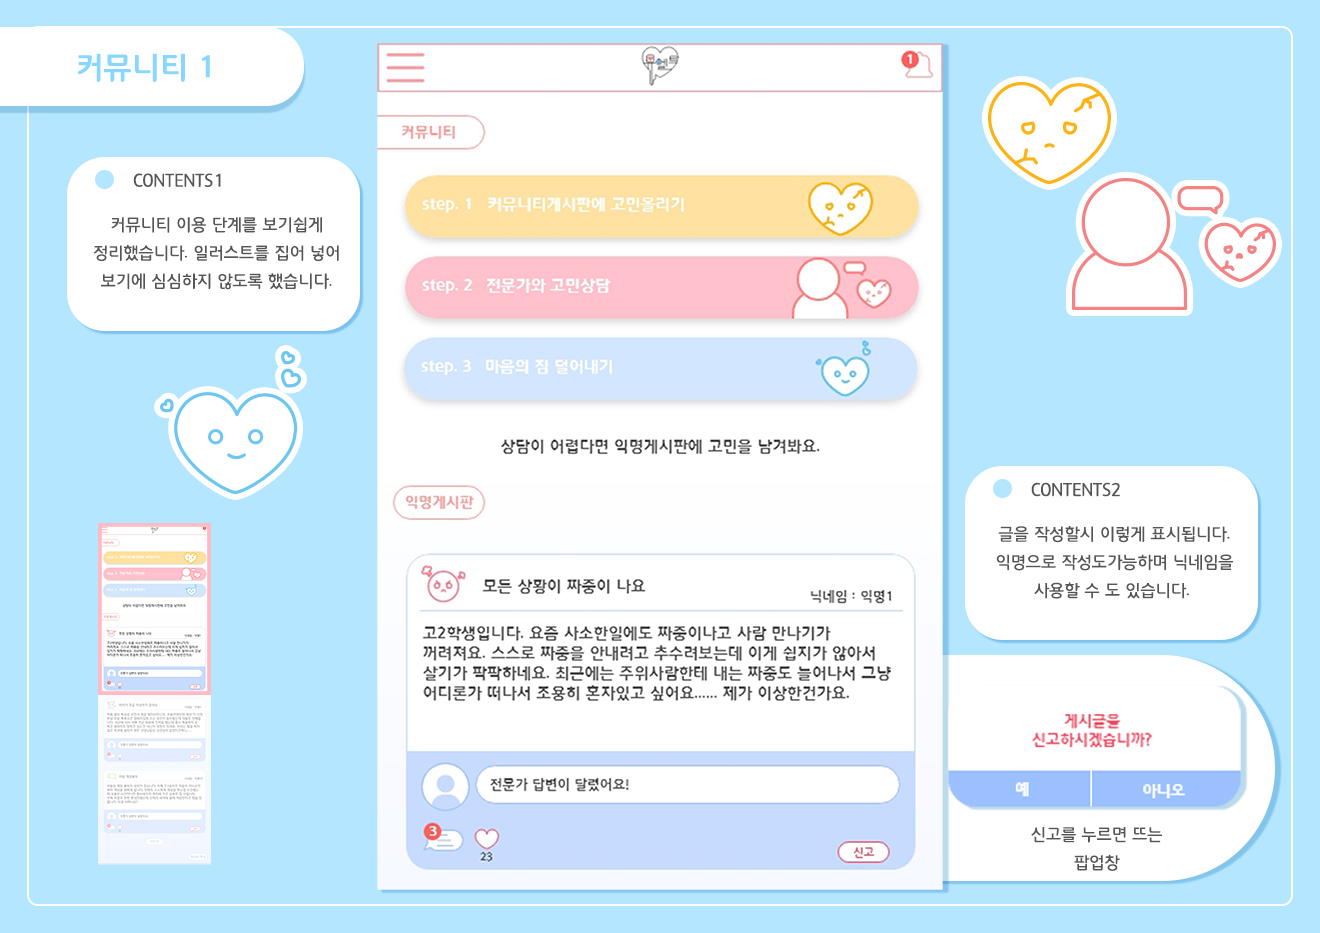 커뮤니티 1
CONTENTS1
커뮤니티 이용 단계를 보기쉽게
정리했습니다. 일러스트를 집어 넣어
보기에 심심하지 않도록 했습니다.
1
커뮤니티
step. 1 커뮤니티게시판에 고민올리기
step. 2 전문가와 고민상담
step. 3 마음의 짐 덜어내기
상담이 어렵다면 익명게시판에 고민을 남겨봐요.
익명게시판
모든 상황이 짜중이 나요
닉네임 : 익명1
고2학생입니다. 요즘 사소한일에도 짜중이나고 사람 만나기가
꺼려져요. 스스로 짜중을 안내려고 추수려보는데 이게 쉽지가 않아서
살기가 팍팍하네요. 최근에는 주위사람한테 내는 짜중도 늘어나서 그냥
어디론가 떠나서 조용히 혼자있고 싶어요...... 제가 이상한건가요.
전문가 답변이 달렸어요!
3
23
신고
CONTENTS2
글을 작성할시 이렇게 표시됩니다.
익명으로 작성도가능하며 닉네임을
사용할 수 도 있습니다.
게시글을
신고하시겠습니까?
예
아니오
신고를 누르면 뜨는
팝업창